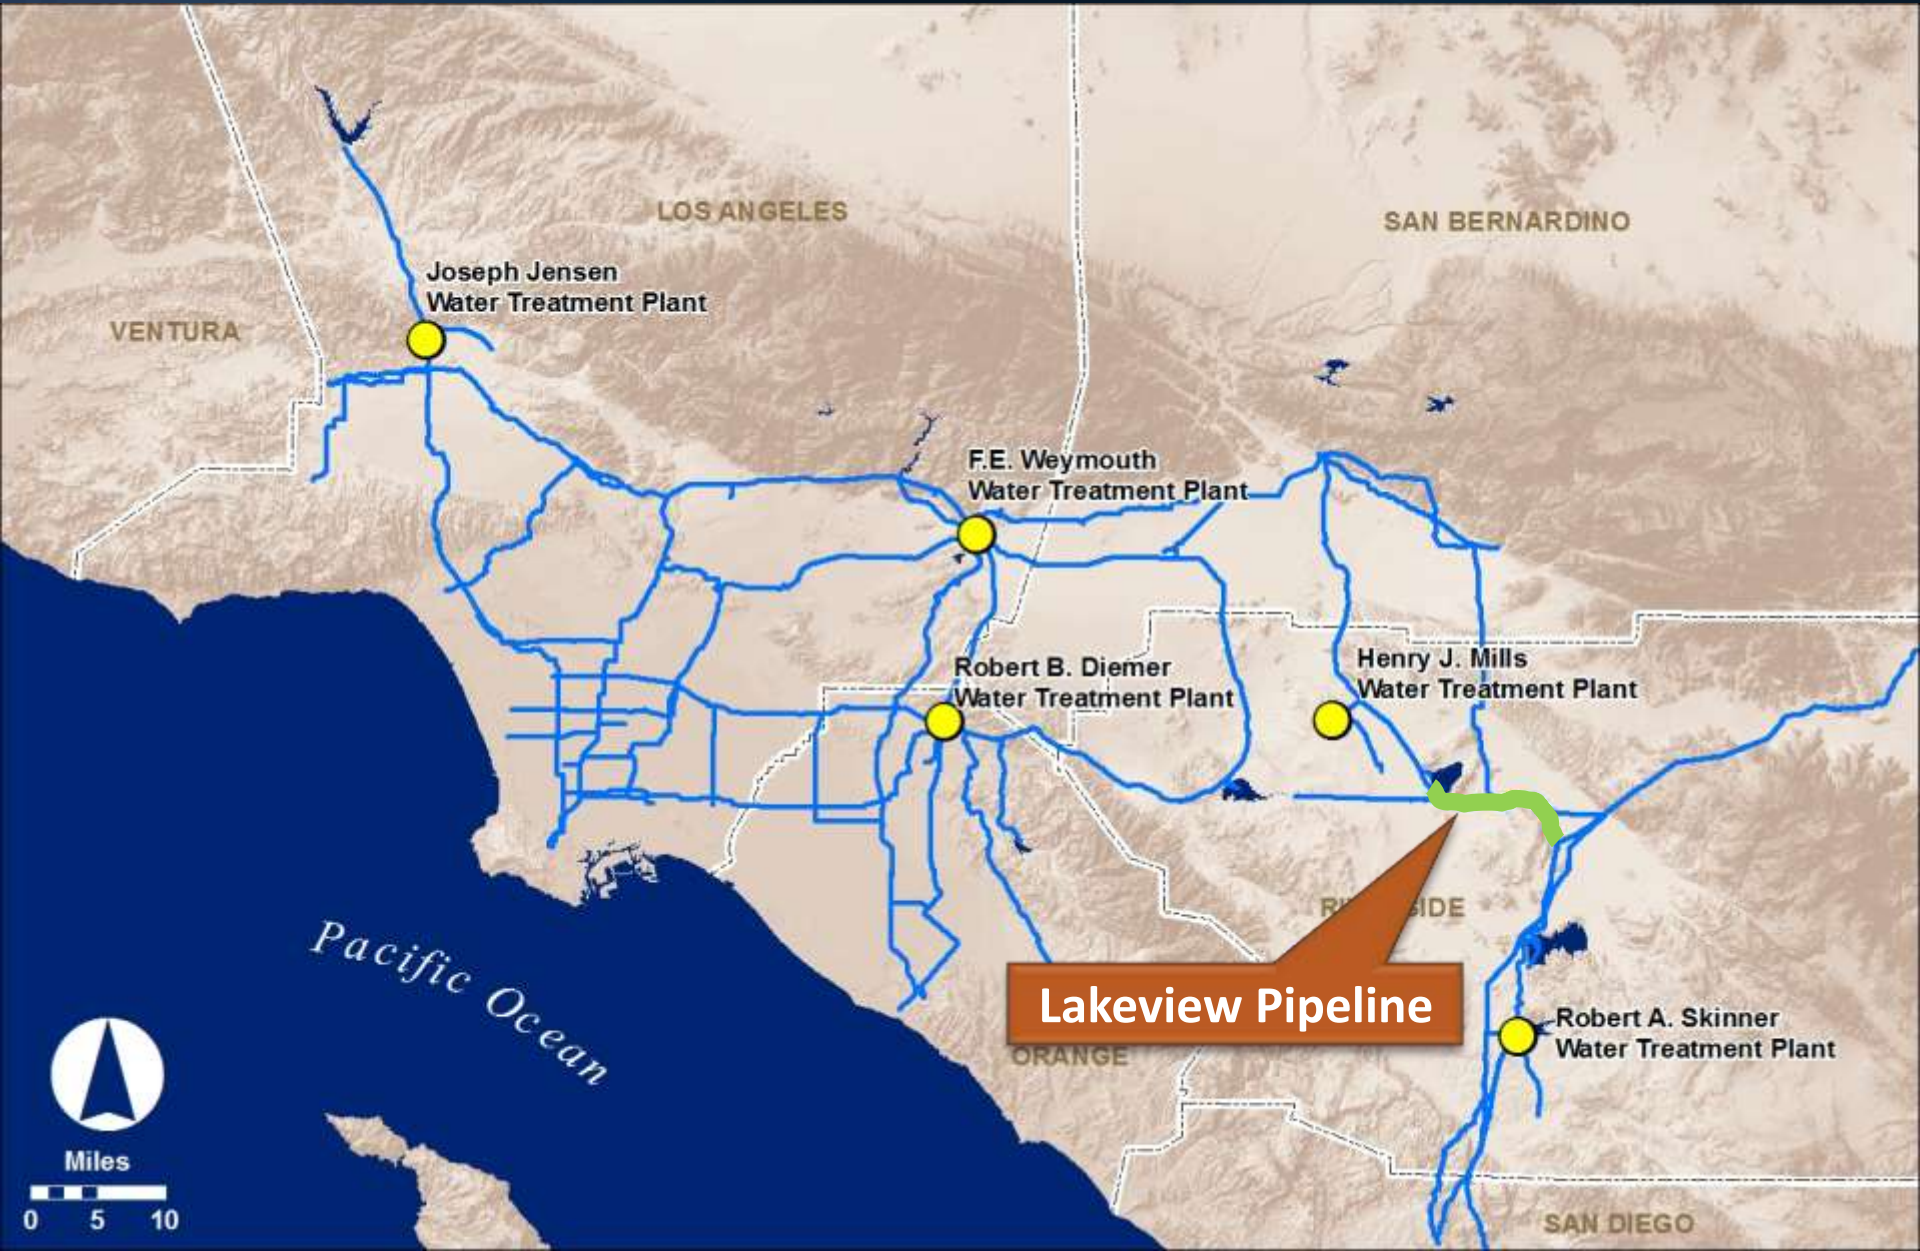 LOS ANGELES
SAN BERNARDINO
Joseph Jensen
Water Treatment Plant
VENTURA
F.E. Weymouth
Water Treatment Plant
Robert B. Diemer
Water Treatment Plant
Henry J. Mills
Water Treatment Plant
Pacific Ocean
Lakeview Pipeline
Robert A. Skinner
Water Treatment Plant
ORANGE
Miles
0 5 10
SAN DIEGO